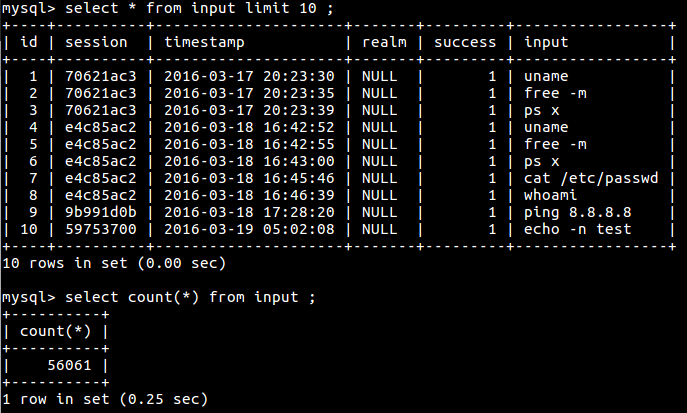 mysql> select * from input limit 10 ;
+----+----------+---------------------+-------+---------+-----------------+
| id | session  | timestamp           | realm | success | input           |
+----+----------+---------------------+-------+---------+-----------------+
|  1 | 70621ac3 | 2016-03-17 20:23:30 | NULL  |       1 | uname           |
|  2 | 70621ac3 | 2016-03-17 20:23:35 | NULL  |       1 | free -m         |
|  3 | 70621ac3 | 2016-03-17 20:23:39 | NULL  |       1 | ps x            |
|  4 | e4c85ac2 | 2016-03-18 16:42:52 | NULL  |       1 | uname           |
|  5 | e4c85ac2 | 2016-03-18 16:42:55 | NULL  |       1 | free -m         |
|  6 | e4c85ac2 | 2016-03-18 16:43:00 | NULL  |       1 | ps x            |
|  7 | e4c85ac2 | 2016-03-18 16:45:46 | NULL  |       1 | cat /etc/passwd |
|  8 | e4c85ac2 | 2016-03-18 16:46:39 | NULL  |       1 | whoami          |
|  9 | 9b991d0b | 2016-03-18 17:28:20 | NULL  |       1 | ping 8.8.8.8    |
| 10 | 59753700 | 2016-03-19 05:02:08 | NULL  |       1 | echo -n test    |
+----+----------+---------------------+-------+---------+-----------------+
10 rows in set (0.00 sec)

mysql> select count(*) from input ;
+----------+
| count(*) |
+----------+
|    56061 |
+----------+
1 row in set (0.25 sec)